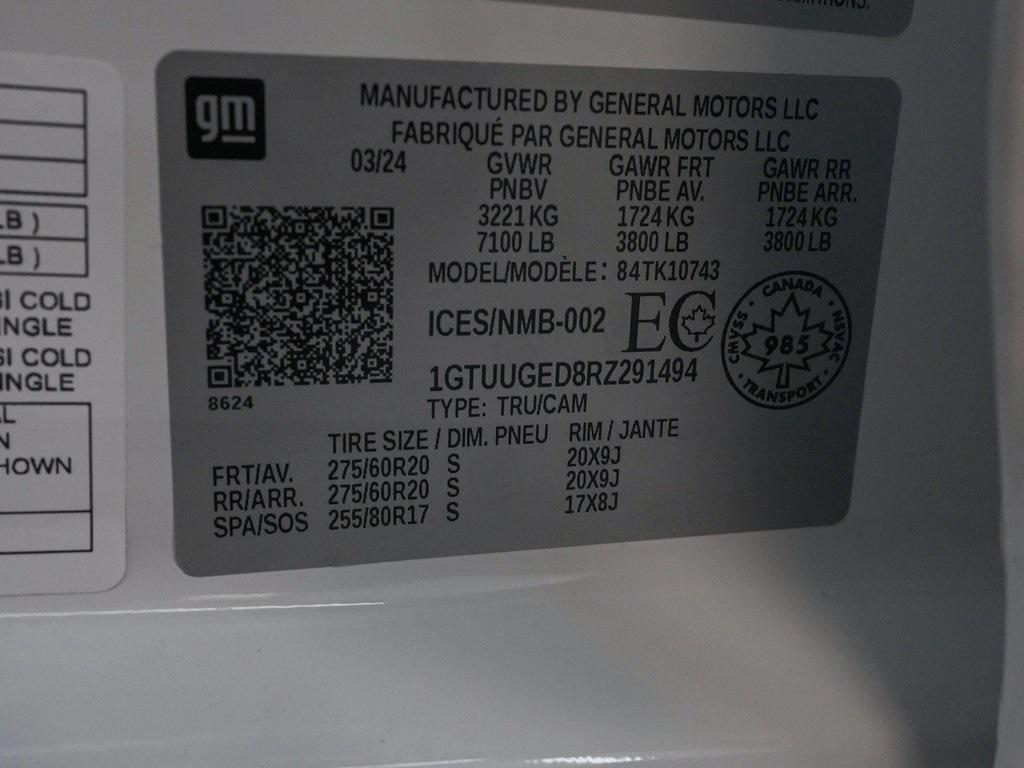 RMATIONS.
LB )
LB )
SI COLD
INGLE
SI COLD
INGLE
AL
N
SHOWN
gm
MANUFACTURED BY GENERAL MOTORS LLC
FABRIQUÉ PAR GENERAL MOTORS LLC
03/24 GVWR GAWR FRT GAWR RR
PNBV PNBE AV. PNBE ARR.
3221 KG 1724 KG 1724 KG
7100 LB 3800 LB 3800 LB
MODEL/MODÈLE: 84TK10743
ICES/NMB-002 EC
CANADA
CMVSS 985 NSVAC
TRANSPORT
1GTUUGED8RZ291494
8624
TYPE: TRU/CAM
TIRE SIZE / DIM. PNEU RIM / JANTE
FRT/AV. 275/60R20 S 20X9J
RR/ARR. 275/60R20 S 20X9J
SPA/SOS 255/80R17 S 17X8J